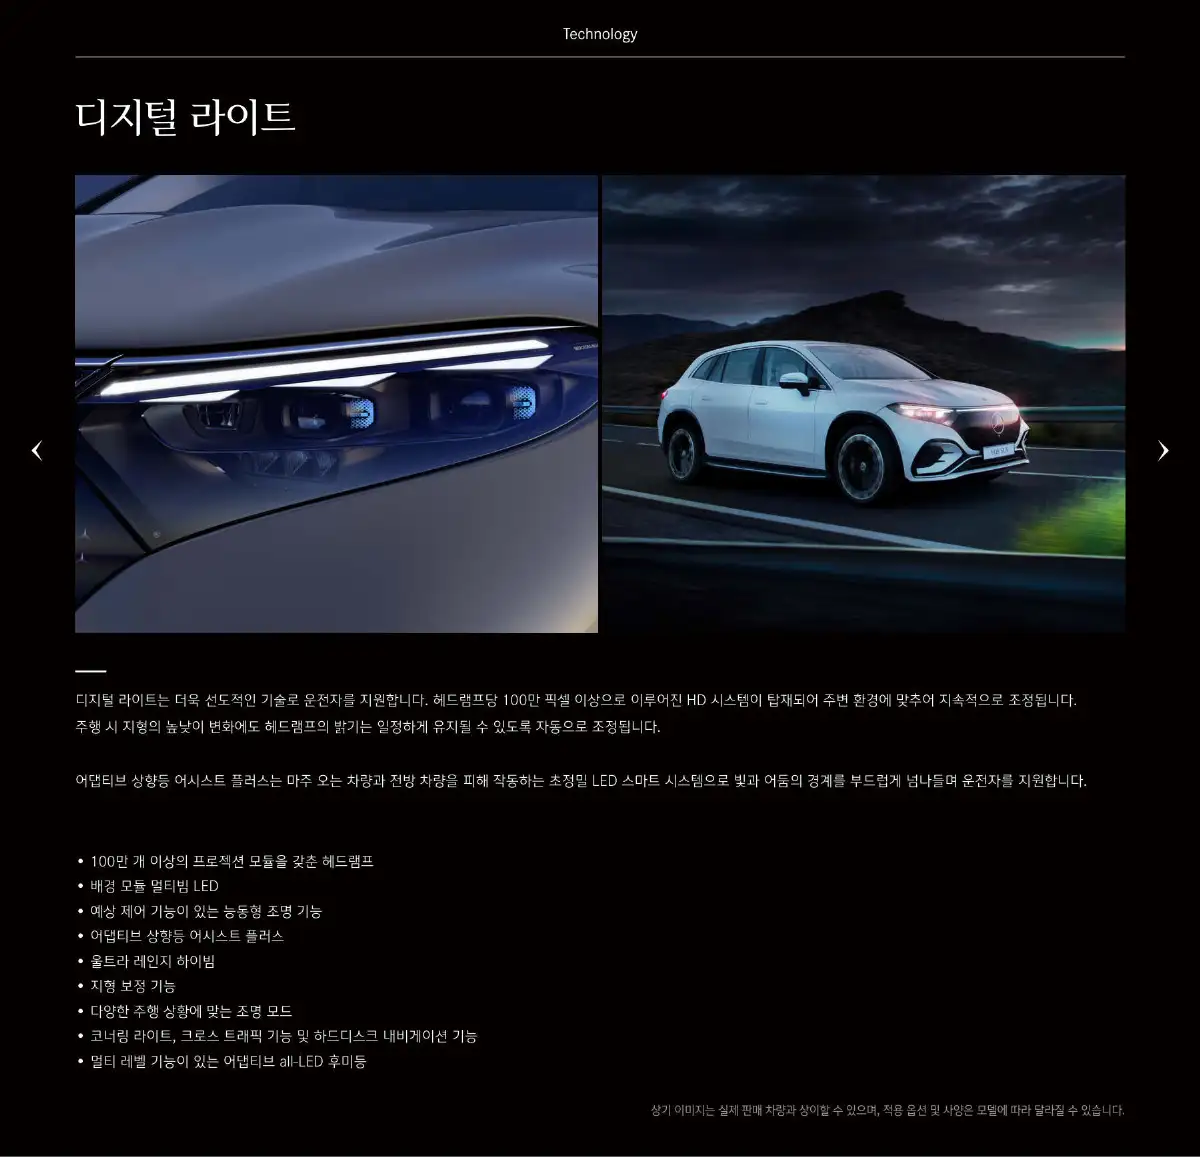 Technology
디지털 라이트
디지털 라이트는 더욱 선도적인 기술로 운전자를 지원합니다. 헤드램프당 100만 픽셀 이상으로 이루어진 HD 시스템이 탑재되어 주변 환경에 맞추어 지속적으로 조정됩니다.
주행 시 지형의 높낮이 변화에도 헤드램프의 밝기는 일정하게 유지될 수 있도록 자동으로 조정됩니다.
어댑티브 상향등 어시스트 플러스는 마주 오는 차량과 전방 차량을 피해 작동하는 초정밀 LED 스마트 시스템으로 빛과 어둠의 경계를 부드럽게 넘나들며 운전자를 지원합니다.
• 100만 개 이상의 프로젝션 모듈을 갖춘 헤드램프
• 배경 모듈 멀티빔 LED
• 예상 제어 기능이 있는 능동형 조명 기능
• 어댑티브 상향등 어시스트 플러스
• 울트라 레인지 하이빔
• 지형 보정 기능
• 다양한 주행 상황에 맞는 조명 모드
• 코너링 라이트, 크로스 트래픽 기능 및 하드디스크 내비게이션 기능
• 멀티 레벨 기능이 있는 어댑티브 all-LED 후미등
상기 이미지는 실제 판매 차량과 상이할 수 있으며, 적용 옵션 및 사양은 모델에 따라 달라질 수 있습니다.